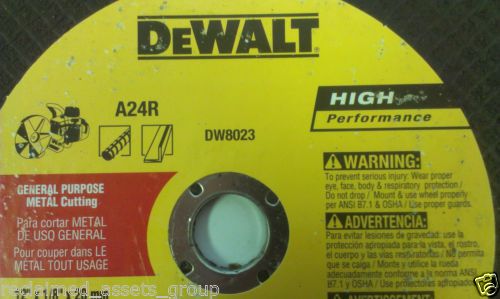 DEWALT
A24R
DW8023
HIGH
Performance
GENERAL PURPOSE
METAL Cutting
Para cortar METAL
DE USO GENERAL
Pour couper dans LE
METAL TOUT USAGE
WARNING:
To prevent serious injury: Wear proper
eye, face, body & respiratory protection /
Do not drop / Mount & use wheel properly
per ANSI B7.1 & OSHA / Use proper guards.
ADVERTENCIA:
Para evitar lesiones de gravedad: use la
protección apropiada para la vista, el rostro,
el cuerpo y las vías respiratorias / No permita
que se caiga / Monte y utilice la rueda
adecuadamente conforme a la norma ANSI
B7.1 & OSHA / Use protección apropiada.
reclaimed_assets_group